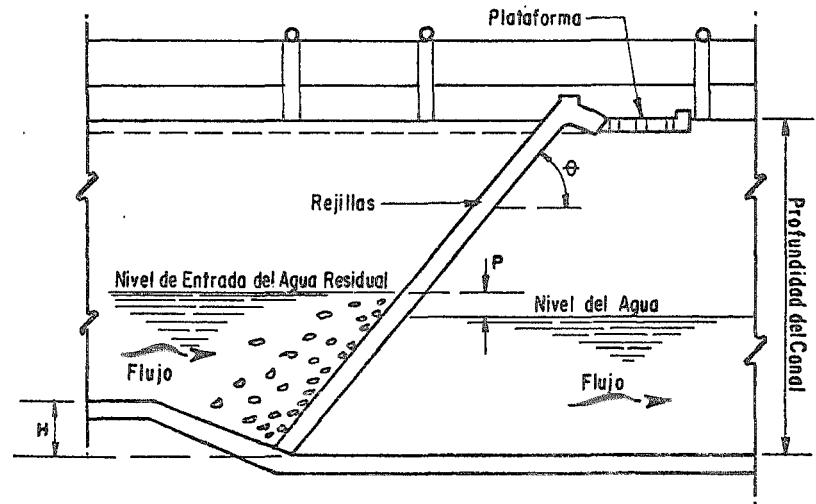 Plataforma
Rejillas
θ
Profundidad del Canal
P
Nivel de Entrada del Agua Residual
Nivel del Agua
Flujo
Flujo
H